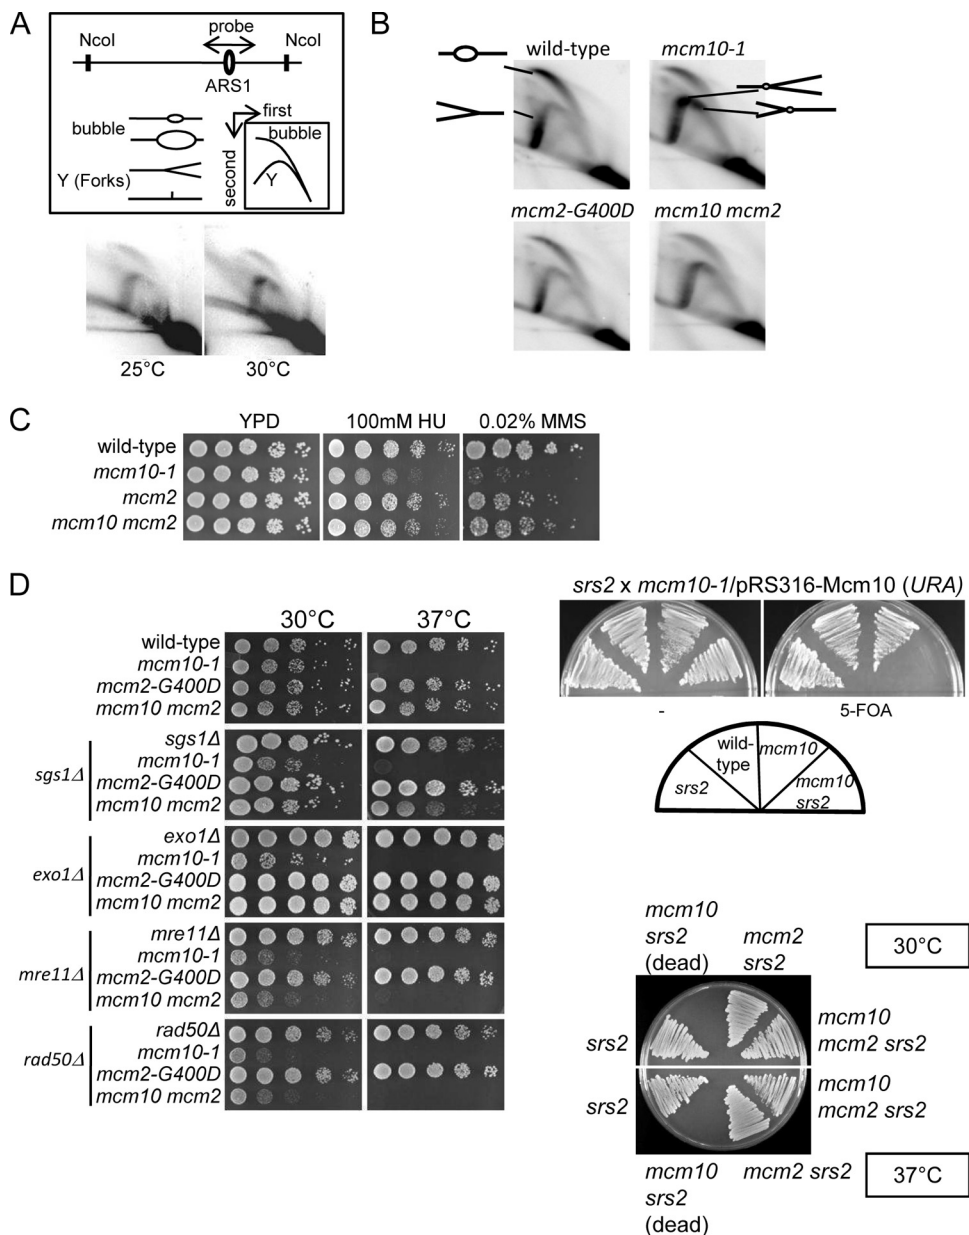 A
probe
NcoI
NcoI
ARS1
first
bubble
bubble
second
Y
Y (Forks)
25°C
30°C
B
wild-type
mcm10-1
mcm2-G400D
mcm10 mcm2
C
YPD
100mM HU
0.02% MMS
wild-type
mcm10-1
mcm2
mcm10 mcm2
D
30°C
37°C
wild-type
mcm10-1
mcm2-G400D
mcm10 mcm2
sgs1Δ
sgs1Δ
mcm10-1
mcm2-G400D
mcm10 mcm2
exo1Δ
exo1Δ
mcm10-1
mcm2-G400D
mcm10 mcm2
mre11Δ
mre11Δ
mcm10-1
mcm2-G400D
mcm10 mcm2
rad50Δ
rad50Δ
mcm10-1
mcm2-G400D
mcm10 mcm2
srs2 x mcm10-1/pRS316-Mcm10 (URA)
-
5-FOA
srs2
wild-
type
mcm10
mcm10
srs2
mcm10
srs2
(dead)
mcm2
srs2
30°C
srs2
mcm10
mcm2 srs2
srs2
mcm10
mcm2 srs2
mcm10
srs2
(dead)
mcm2 srs2
37°C